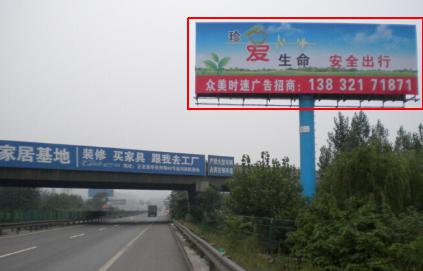 珍爱生命 安全出行
众美时速广告招商：138 321 71871
家居基地 装修 买家具 跟我去工厂